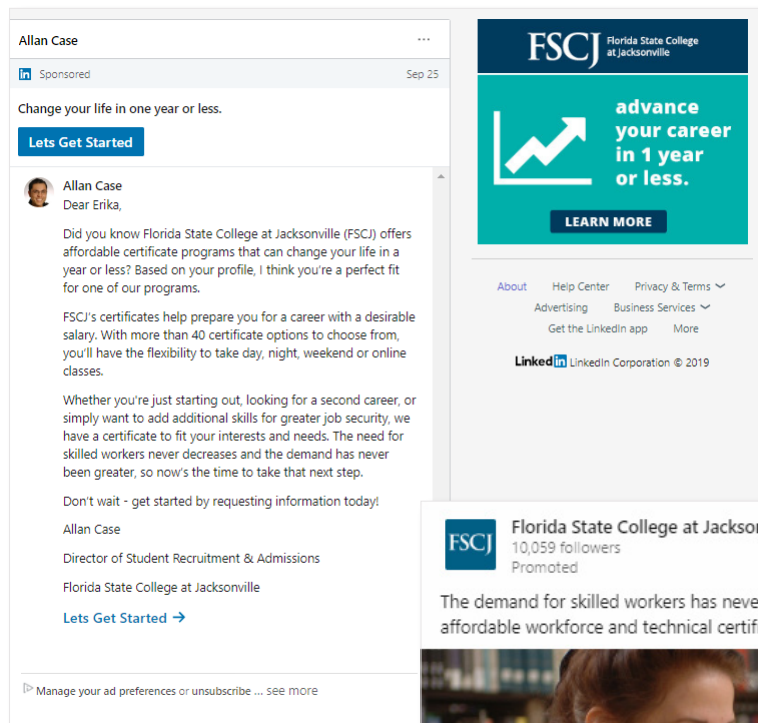 Allan Case
...
in Sponsored
Sep 25
Change your life in one year or less.
Lets Get Started
Allan Case
Dear Erika,
Did you know Florida State College at Jacksonville (FSCJ) offers
affordable certificate programs that can change your life in a
year or less? Based on your profile, I think you're a perfect fit
for one of our programs.
FSCJ's certificates help prepare you for a career with a desirable
salary. With more than 40 certificate options to choose from,
you'll have the flexibility to take day, night, weekend or online
classes.
Whether you're just starting out, looking for a second career, or
simply want to add additional skills for greater job security, we
have a certificate to fit your interests and needs. The need for
skilled workers never decreases and the demand has never
been greater, so now's the time to take that next step.
Don't wait - get started by requesting information today!
Allan Case
Director of Student Recruitment & Admissions
Florida State College at Jacksonville
Lets Get Started →
Manage your ad preferences or unsubscribe ... see more
FSCJ
Florida State College
at Jacksonville
advance
your career
in 1 year
or less.
LEARN MORE
About Help Center Privacy & Terms
Advertising Business Services
Get the LinkedIn app More
Linkedin LinkedIn Corporation © 2019
FSCJ
Florida State College at Jackso
10,059 followers
Promoted
The demand for skilled workers has neve
affordable workforce and technical certif